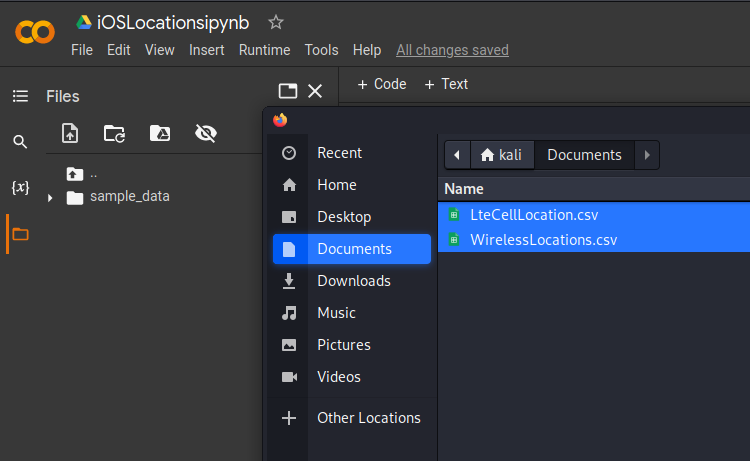 iOSLocationsipynb
File Edit View Insert Runtime Tools Help All changes saved
Files
+ Code + Text
{x}
..
sample_data
Recent
Home
Desktop
Documents
Downloads
Music
Pictures
Videos
Other Locations
kali Documents
Name
LteCellLocation.csv
WirelessLocations.csv